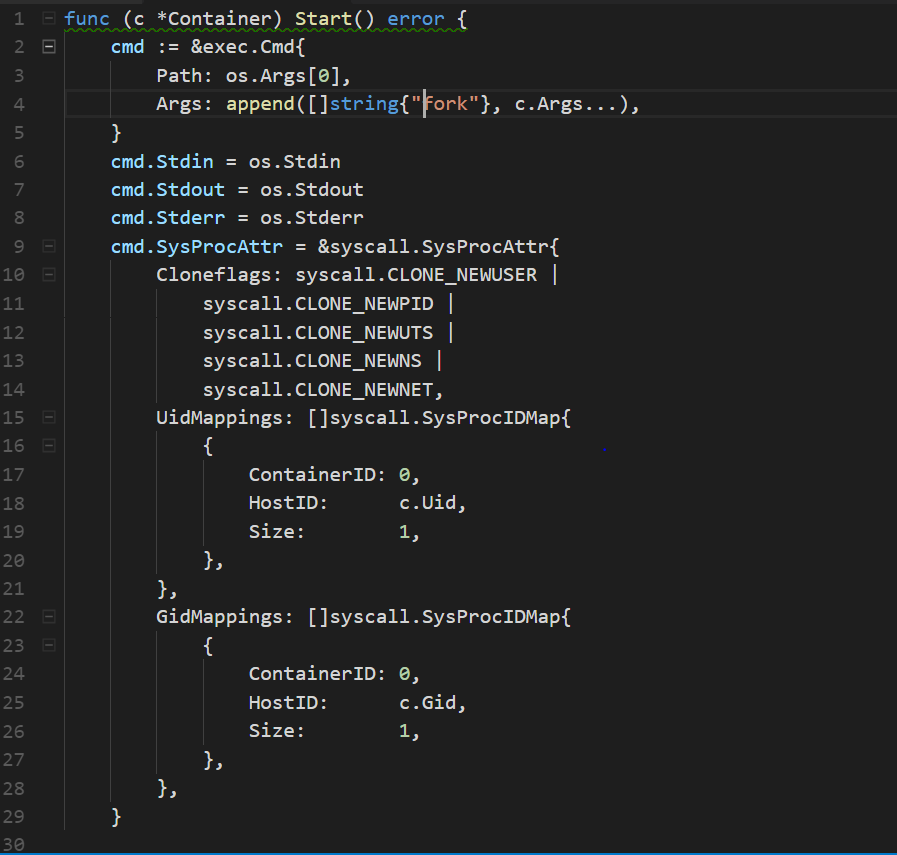 1 func (c *Container) Start() error {
2     cmd := &exec.Cmd{
3         Path: os.Args[0],
4         Args: append([]string{"fork"}, c.Args...),
5     }
6     cmd.Stdin = os.Stdin
7     cmd.Stdout = os.Stdout
8     cmd.Stderr = os.Stderr
9     cmd.SysProcAttr = &syscall.SysProcAttr{
10         Cloneflags: syscall.CLONE_NEWUSER |
11             syscall.CLONE_NEWPID |
12             syscall.CLONE_NEWUTS |
13             syscall.CLONE_NEWNS |
14             syscall.CLONE_NEWNET,
15         UidMappings: []syscall.SysProcIDMap{
16             {
17                 ContainerID: 0,
18                 HostID:      c.Uid,
19                 Size:        1,
20             },
21         },
22         GidMappings: []syscall.SysProcIDMap{
23             {
24                 ContainerID: 0,
25                 HostID:      c.Gid,
26                 Size:        1,
27             },
28         },
29     }
30